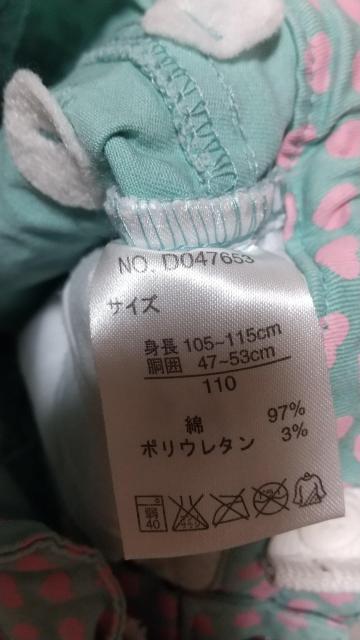 NO. D047653
サイズ
身長 105~115cm
胴囲 47~53cm
110
綿 97%
ポリウレタン 3%
弱
40